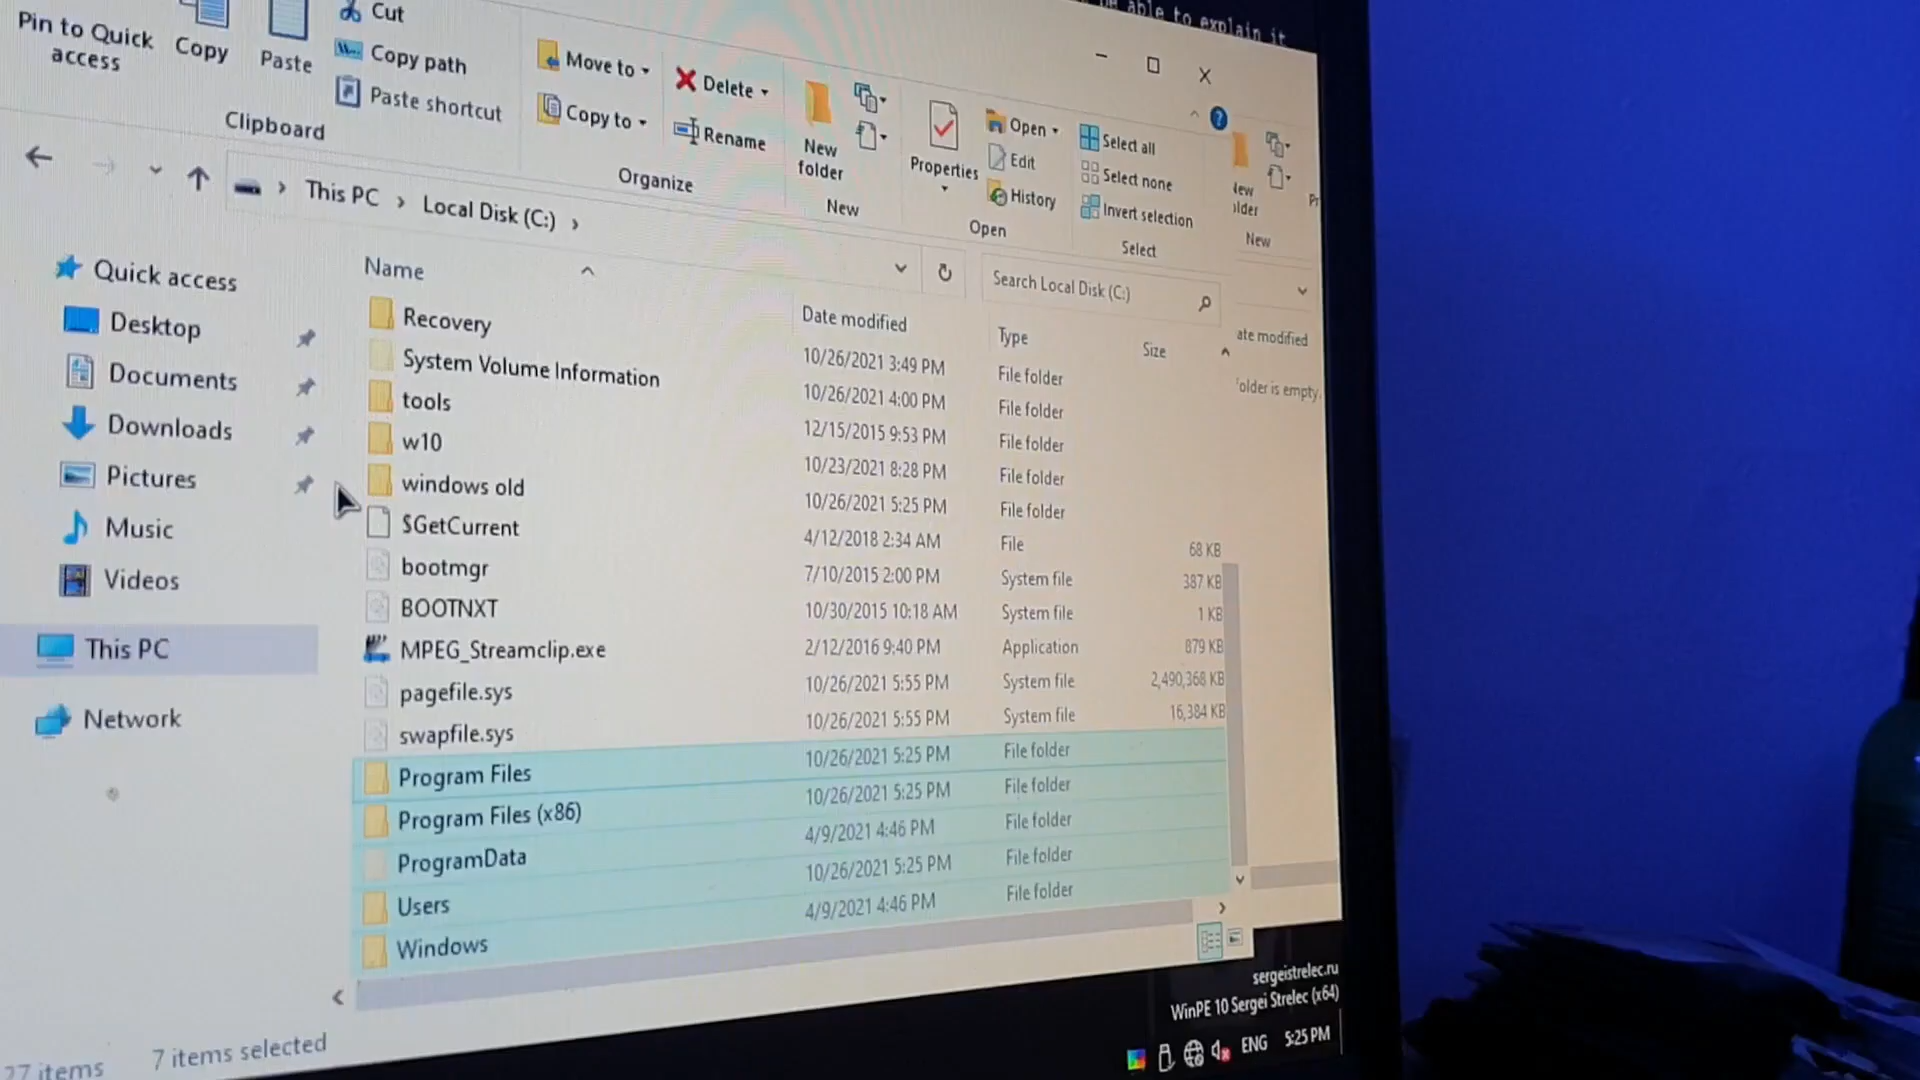 able to explain it
Pin to Quick access
Copy
Paste
Cut
Copy path
Paste shortcut
Clipboard
Move to
Copy to
Delete
Rename
Organize
New folder
New
Properties
Open
Edit
History
Open
Select all
Select none
Invert selection
Select
New
This PC > Local Disk (C:) >
Search Local Disk (C:)
Quick access
Desktop
Documents
Downloads
Pictures
Music
Videos
This PC
Network
Name
Date modified
Type
Size
ate modified
older is empty.
Recovery 10/26/2021 3:49 PM File folder
System Volume Information 10/26/2021 4:00 PM File folder
tools 12/15/2015 9:53 PM File folder
w10 10/23/2021 8:28 PM File folder
windows old 10/26/2021 5:25 PM File folder
$GetCurrent 4/12/2018 2:34 AM File 68 KB
bootmgr 7/10/2015 2:00 PM System file 387 KB
BOOTNXT 10/30/2015 10:18 AM System file 1 KB
MPEG_Streamclip.exe 2/12/2016 9:40 PM Application 879 KB
pagefile.sys 10/26/2021 5:55 PM System file 2,490,368 KB
swapfile.sys 10/26/2021 5:55 PM System file 16,384 KB
Program Files 10/26/2021 5:25 PM File folder
Program Files (x86) 10/26/2021 5:25 PM File folder
ProgramData 4/9/2021 4:46 PM File folder
Users 10/26/2021 5:25 PM File folder
Windows 4/9/2021 4:46 PM File folder
27 items 7 items selected
sergeistrelec.ru
WinPE 10 Sergei Strelec (x64)
ENG 5:25 PM